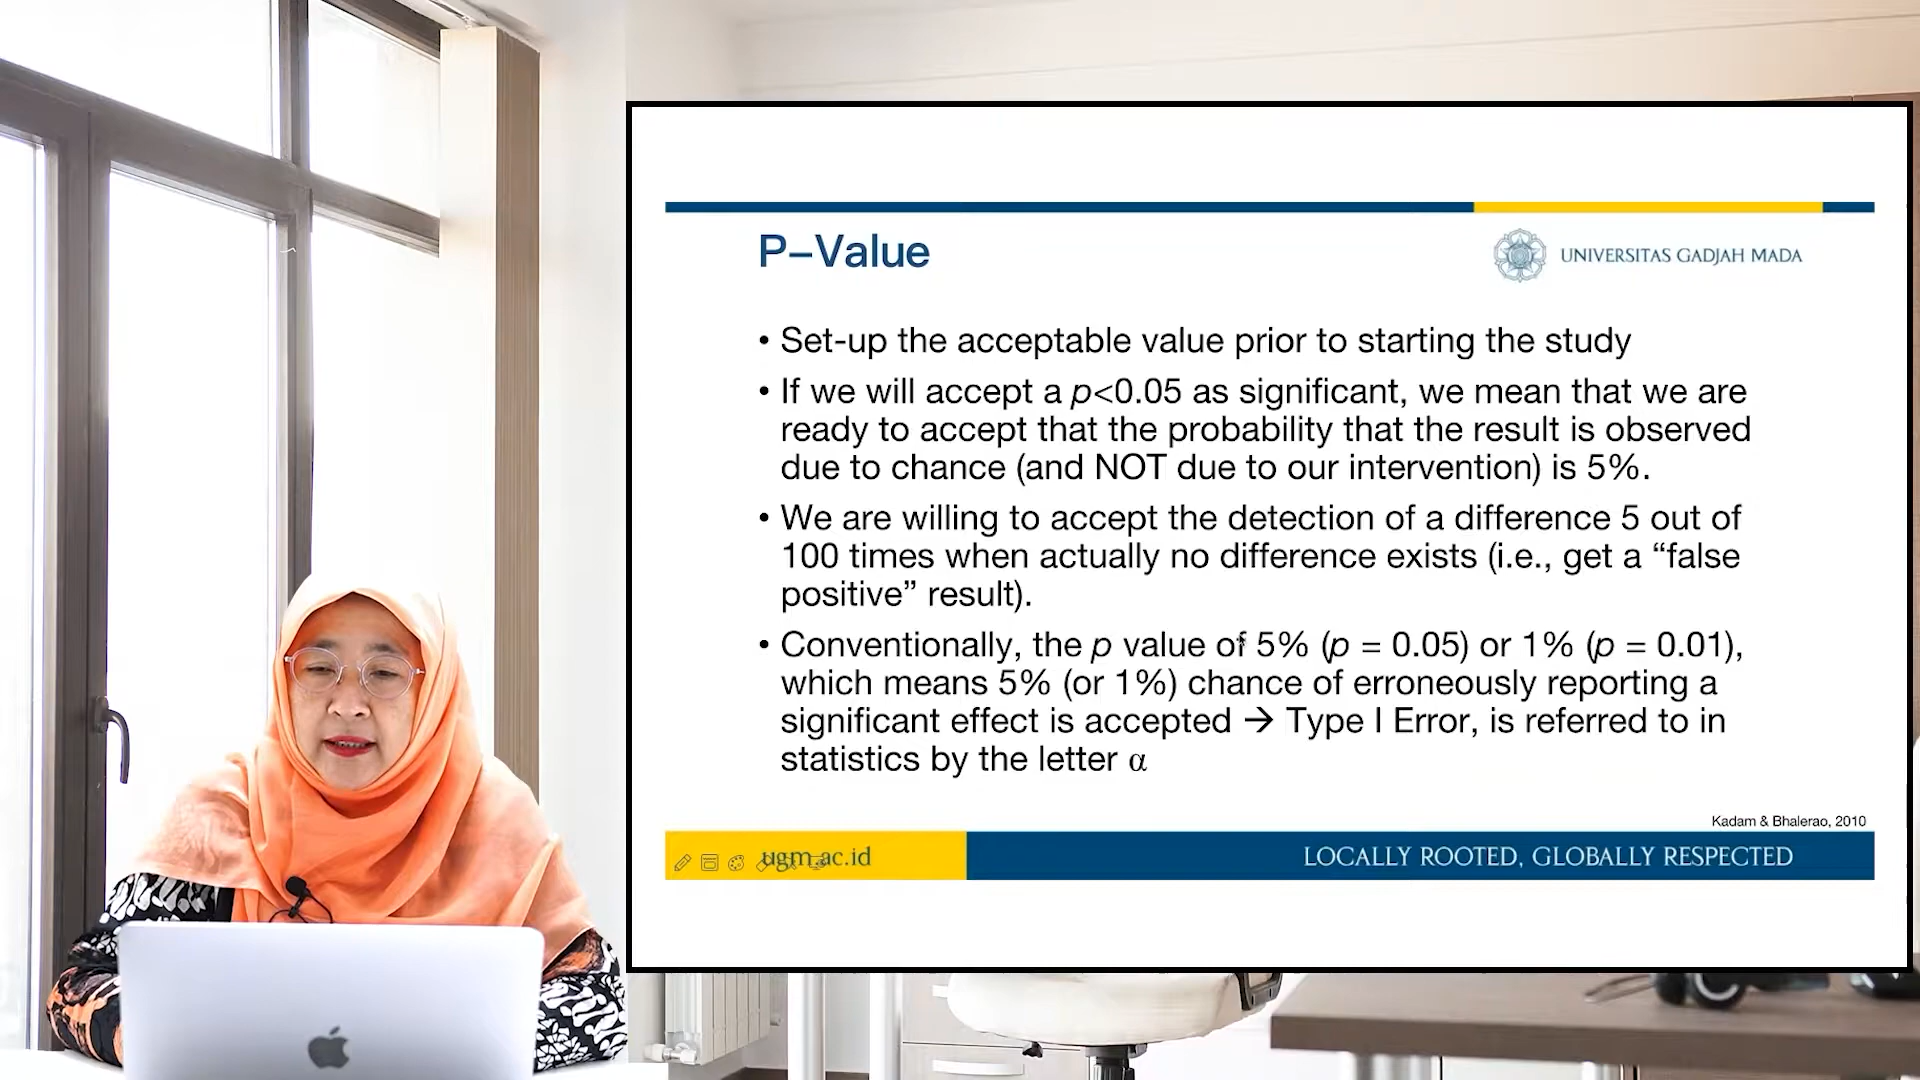 P–Value
UNIVERSITAS GADJAH MADA
• Set-up the acceptable value prior to starting the study
• If we will accept a p<0.05 as significant, we mean that we are
ready to accept that the probability that the result is observed
due to chance (and NOT due to our intervention) is 5%.
• We are willing to accept the detection of a difference 5 out of
100 times when actually no difference exists (i.e., get a “false
positive” result).
• Conventionally, the p value of 5% (p = 0.05) or 1% (p = 0.01),
which means 5% (or 1%) chance of erroneously reporting a
significant effect is accepted → Type I Error, is referred to in
statistics by the letter α
Kadam & Bhalerao, 2010
ugm.ac.id
LOCALLY ROOTED, GLOBALLY RESPECTED